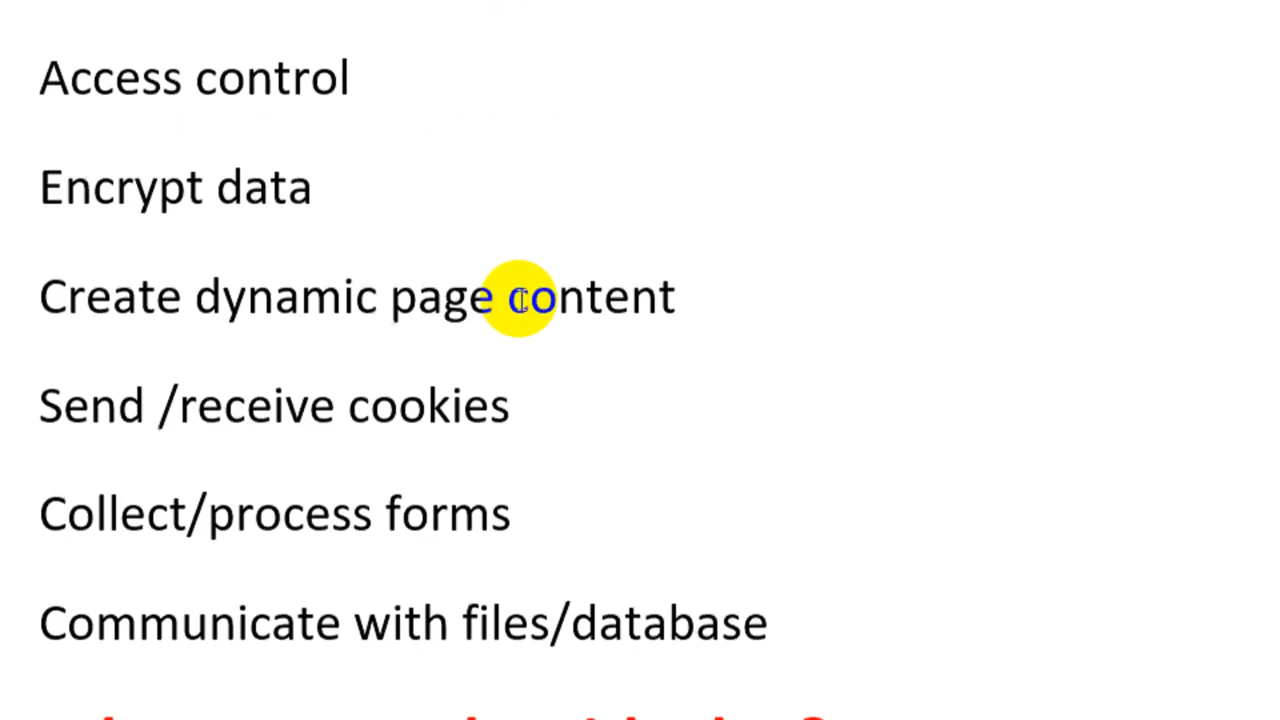 Access control
Encrypt data
Create dynamic page content
Send /receive cookies
Collect/process forms
Communicate with files/database